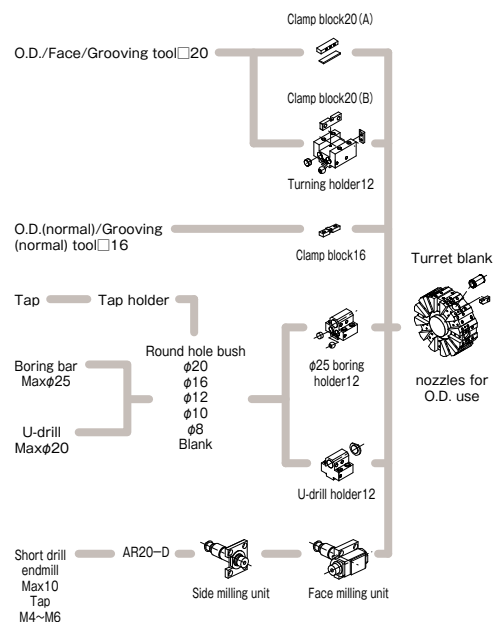 Clamp block20(A)
O.D./Face/Grooving tool□20
Clamp block20(B)
Turning holder12
O.D.(normal)/Grooving
(normal) tool□16
Clamp block16
Turret blank
nozzles for
O.D. use
Tap
Tap holder
Round hole bush
φ20
φ16
φ12
φ10
φ8
Blank
Boring bar
Maxφ25
U-drill
Maxφ20
φ25 boring
holder12
U-drill holder12
Short drill
endmill
Max10
Tap
M4~M6
AR20-D
Side milling unit
Face milling unit